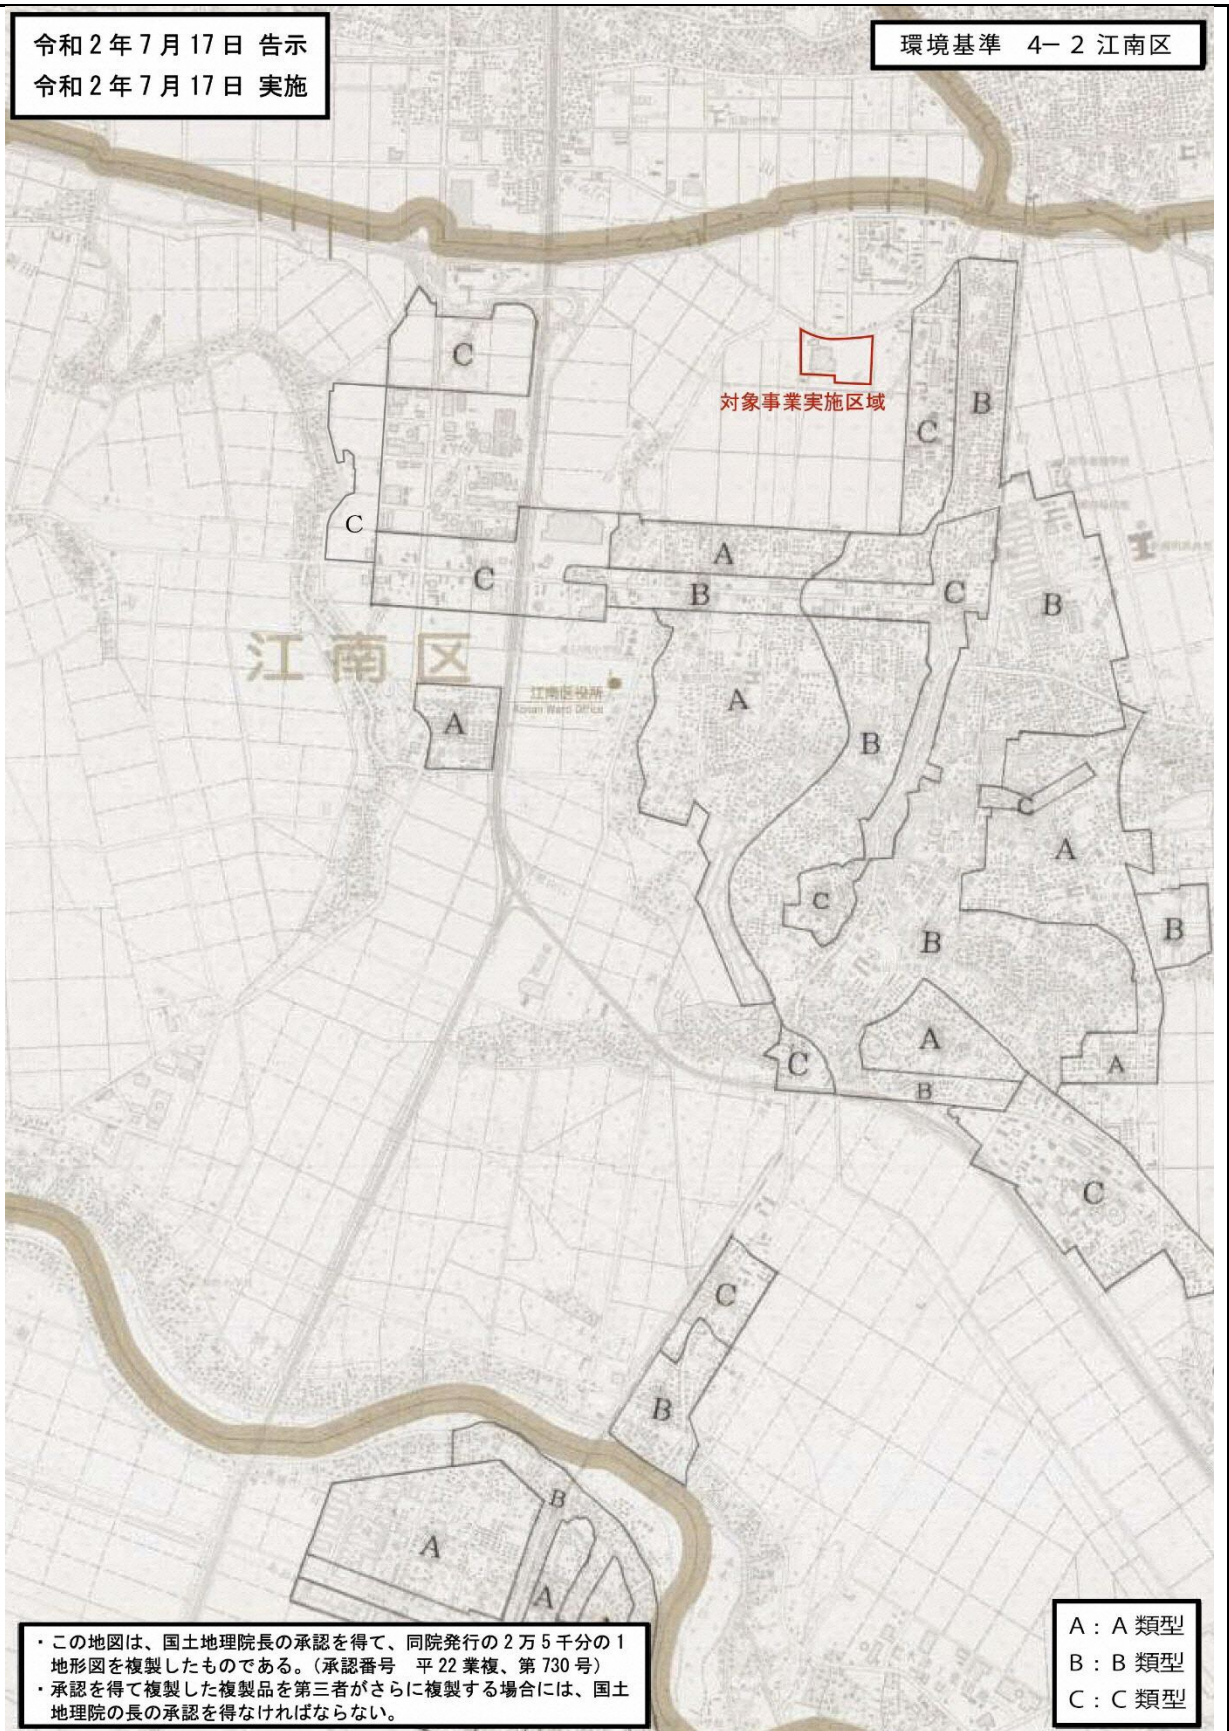 令和2年7月17日 告示
令和2年7月17日 実施
環境基準 4－2 江南区
C
B
対象事業実施区域
C
C
A
C
B
C
B
江南区
江南区役所
Konan Ward Office
A
A
B
C
A
C
B
B
A
C
A
B
C
C
B
B
A
A
・この地図は、国土地理院長の承認を得て、同院発行の2万5千分の1
地形図を複製したものである。（承認番号 平22業複、第730号）
・承認を得て複製した複製品を第三者がさらに複製する場合には、国土
地理院の長の承認を得なければならない。
A：A類型
B：B類型
C：C類型